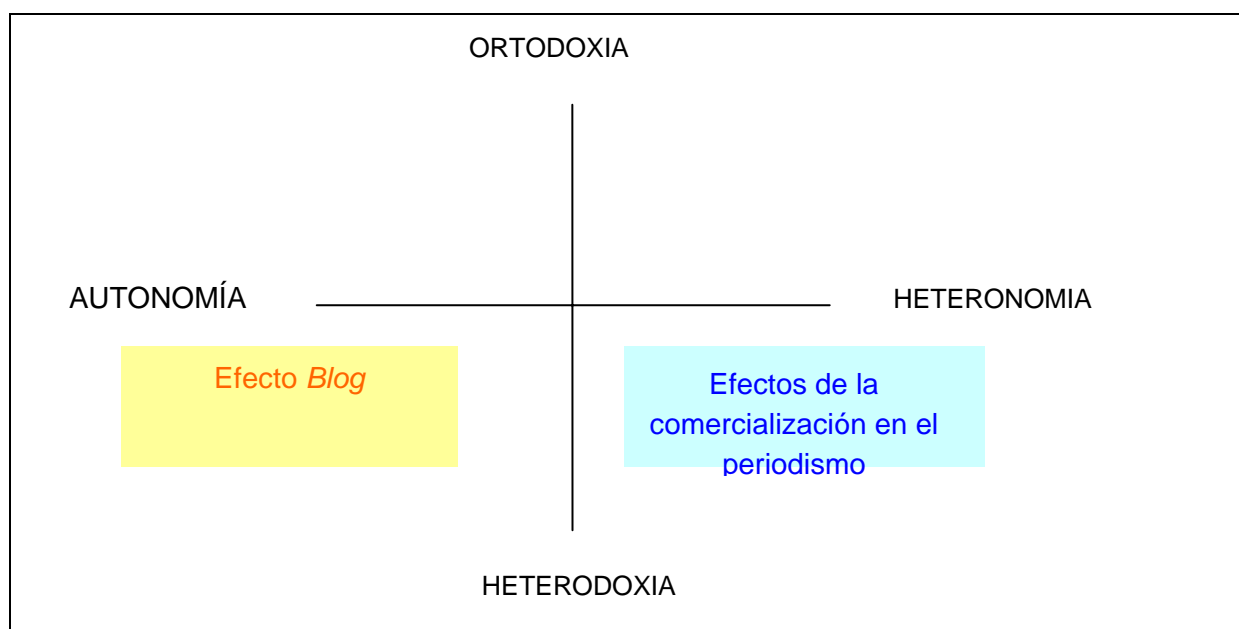 ORTODOXIA
AUTONOMÍA
HETERONOMIA
Efecto Blog
Efectos de la
comercialización en el
periodismo
HETERODOXIA